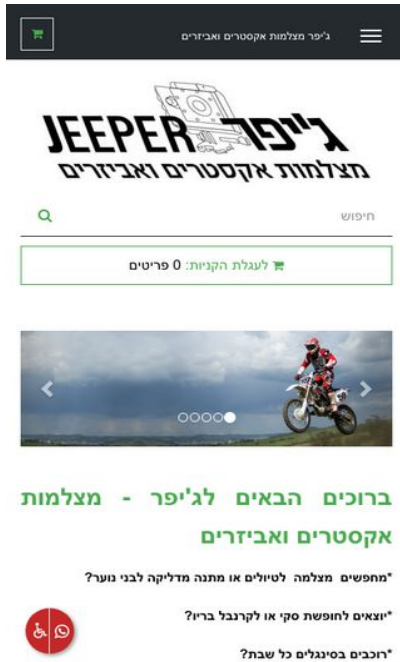 ג'יפר מצלמות אקסטרים ואביזרים
ג'יפר JEEPER
מצלמות אקסטרים ואביזרים
חיפוש
לעגלת הקניות: 0 פריטים
ברוכים הבאים לג'יפר - מצלמות
אקסטרים ואביזרים
*מחפשים מצלמה לטיולים או מתנה מדליקה לבני נוער?
*יוצאים לחופשת סקי או לקרנבל בריו?
*רוכבים בסינגלים כל שבת?